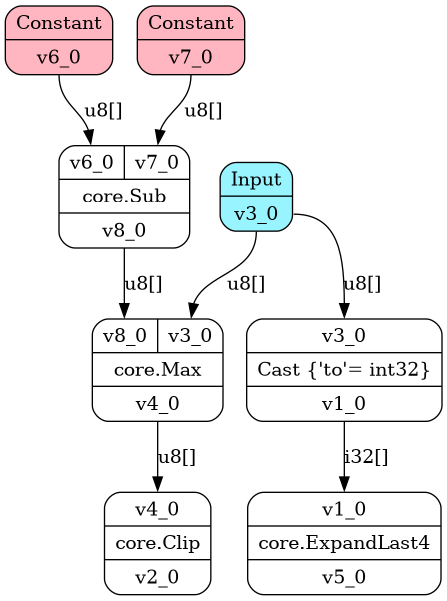 Constant
v6_0
Constant
v7_0
u8[]
u8[]
v6_0
v7_0
core.Sub
v8_0
Input
v3_0
u8[]
u8[]
u8[]
v8_0
v3_0
core.Max
v4_0
v3_0
Cast {'to'= int32}
v1_0
u8[]
i32[]
v4_0
core.Clip
v2_0
v1_0
core.ExpandLast4
v5_0